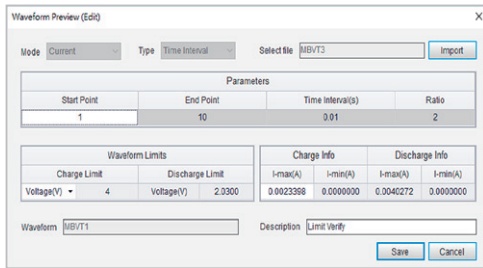 Waveform Preview (Edit)
Mode Current Type Time Interval Select file MBVT3 Import
Parameters
Start Point End Point Time Interval(s) Ratio
1 10 0.01 2
Waveform Limits Charge Info Discharge Info
Charge Limit Discharge Limit I-max(A) I-min(A) I-max(A) I-min(A)
Voltage(V) 4 Voltage(V) 2.0300 0.0023398 0.0000000 0.0040272 0.0000000
Waveform MBVT1 Description Limit Verify
Save Cancel